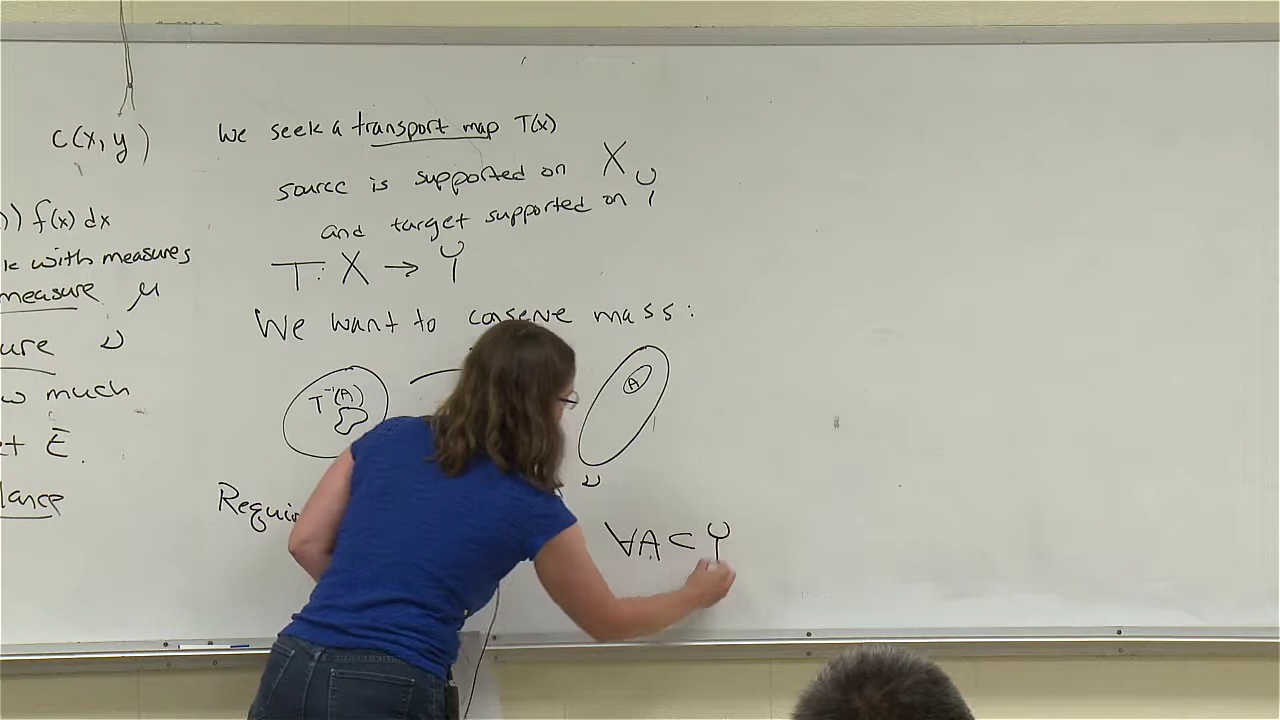 c(x, y)
)) f(x) dx
k with measures
measure μ
ure ν
w much
et E.
lance
We seek a transport map T(x)
source is supported on X
and target supported on Y
T: X → Y
We want to conserve mass:
T⁻¹(A)
A
ν
Requi
∀A ⊂ Y